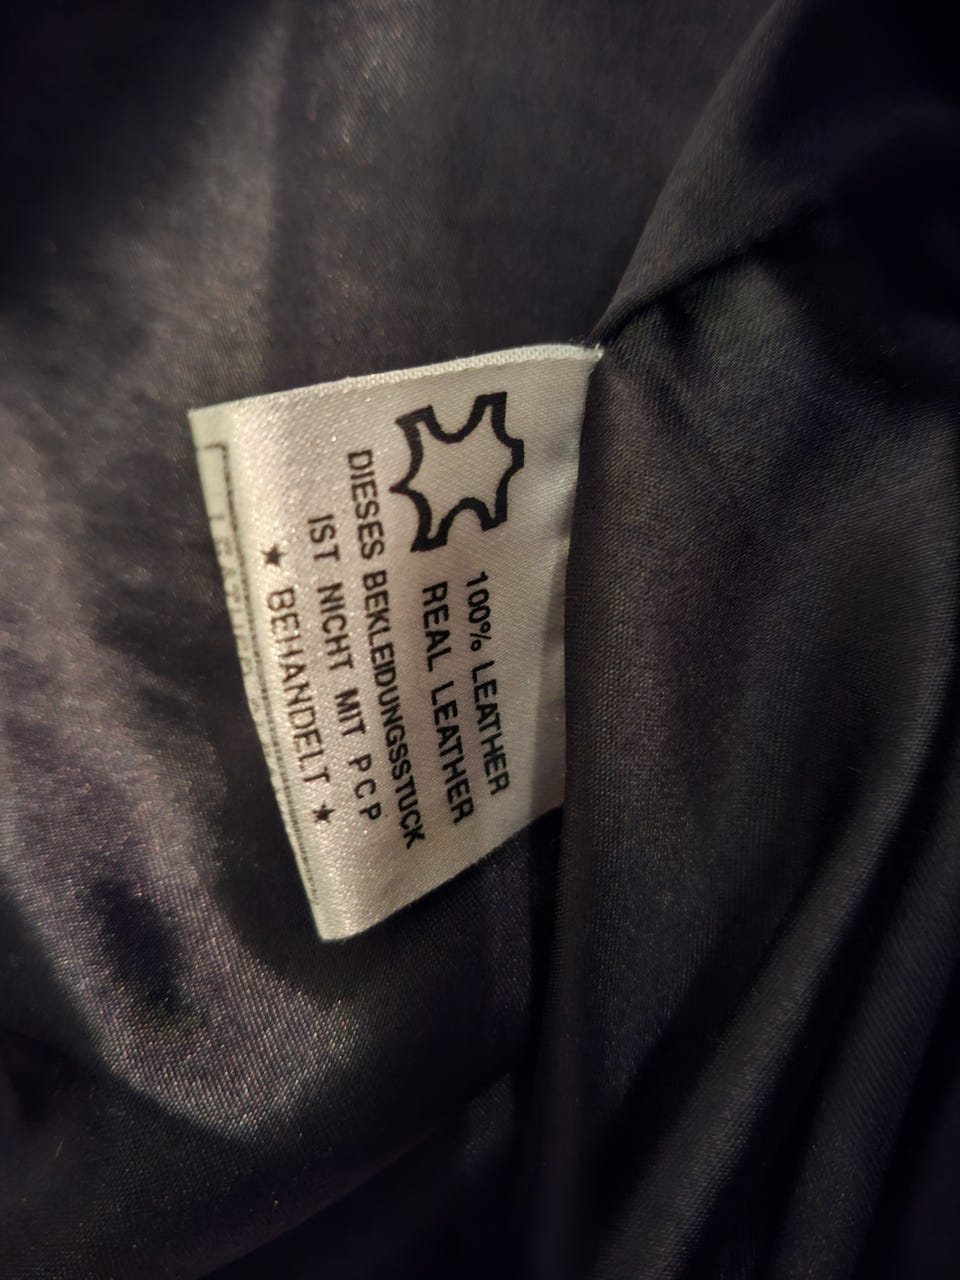 100% LEATHER
REAL LEATHER
DIESES BEKLEIDUNGSSTUCK
IST NICHT MIT PCP
★ BEHANDELT ★